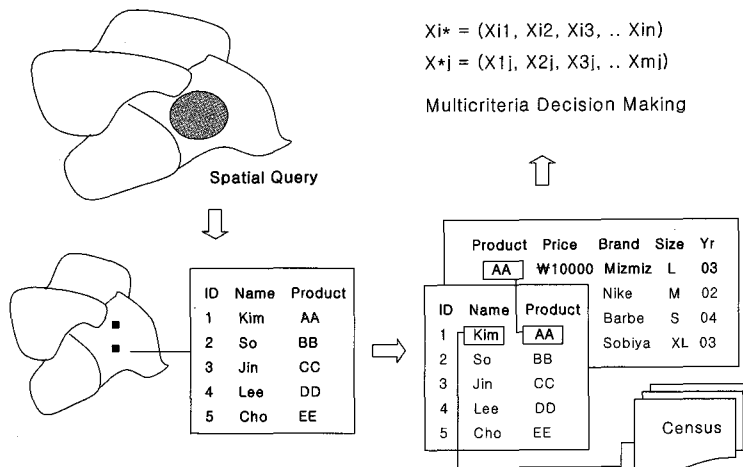 Xi* = (Xi1, Xi2, Xi3, .. Xin)
X*j = (X1j, X2j, X3j, .. Xmj)
Multicriteria Decision Making
Spatial Query
ID Name Product
1 Kim AA
2 So BB
3 Jin CC
4 Lee DD
5 Cho EE
Product Price Brand Size Yr
AA ₩10000 Mizmiz L 03
Nike M 02
Barbe S 04
Sobiya XL 03
ID Name Product
1 Kim AA
2 So BB
3 Jin CC
4 Lee DD
5 Cho EE
Census